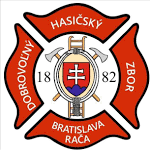 HASIČSKÝ
DOBROVOĽNÝ
ZBOR
18 82
BRATISLAVA
RAČA